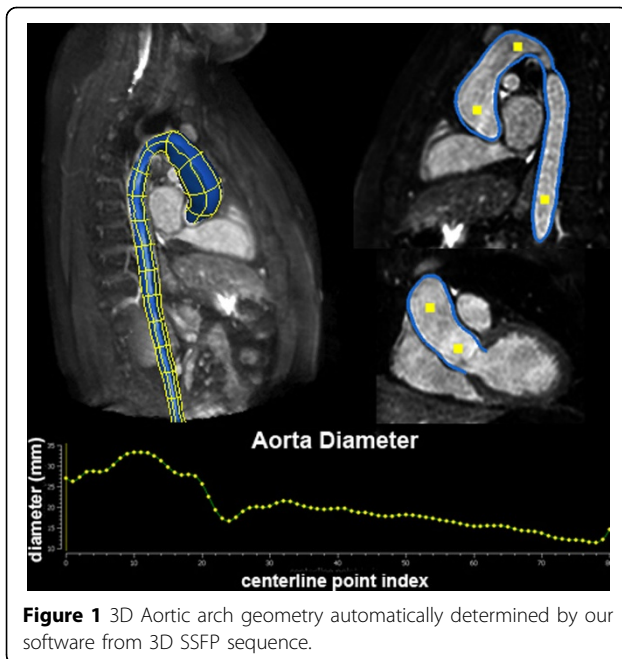 Aorta Diameter
diameter (mm)
35
30
25
20
15
10
0 10 20 30 40 50 60 70 80
centerline point index
Figure 1 3D Aortic arch geometry automatically determined by our
software from 3D SSFP sequence.